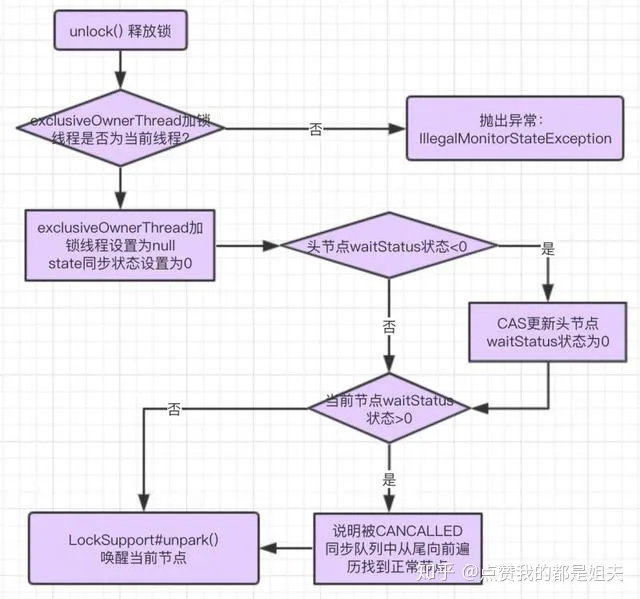 unlock() 释放锁
exclusiveOwnerThread加锁
线程是否为当前线程?
否
抛出异常：
IllegalMonitorStateException
exclusiveOwnerThread加
锁线程设置为null
state同步状态设置为0
头节点waitStatus状态<0
是
CAS更新头节点
waitStatus状态为0
否
当前节点waitStatus
状态>0
否
是
LockSupport#unpark()
唤醒当前节点
说明被CANCALLED
同步队列中从尾向前遍
历找到正常节点
知乎 @点赞我的都是姐夫